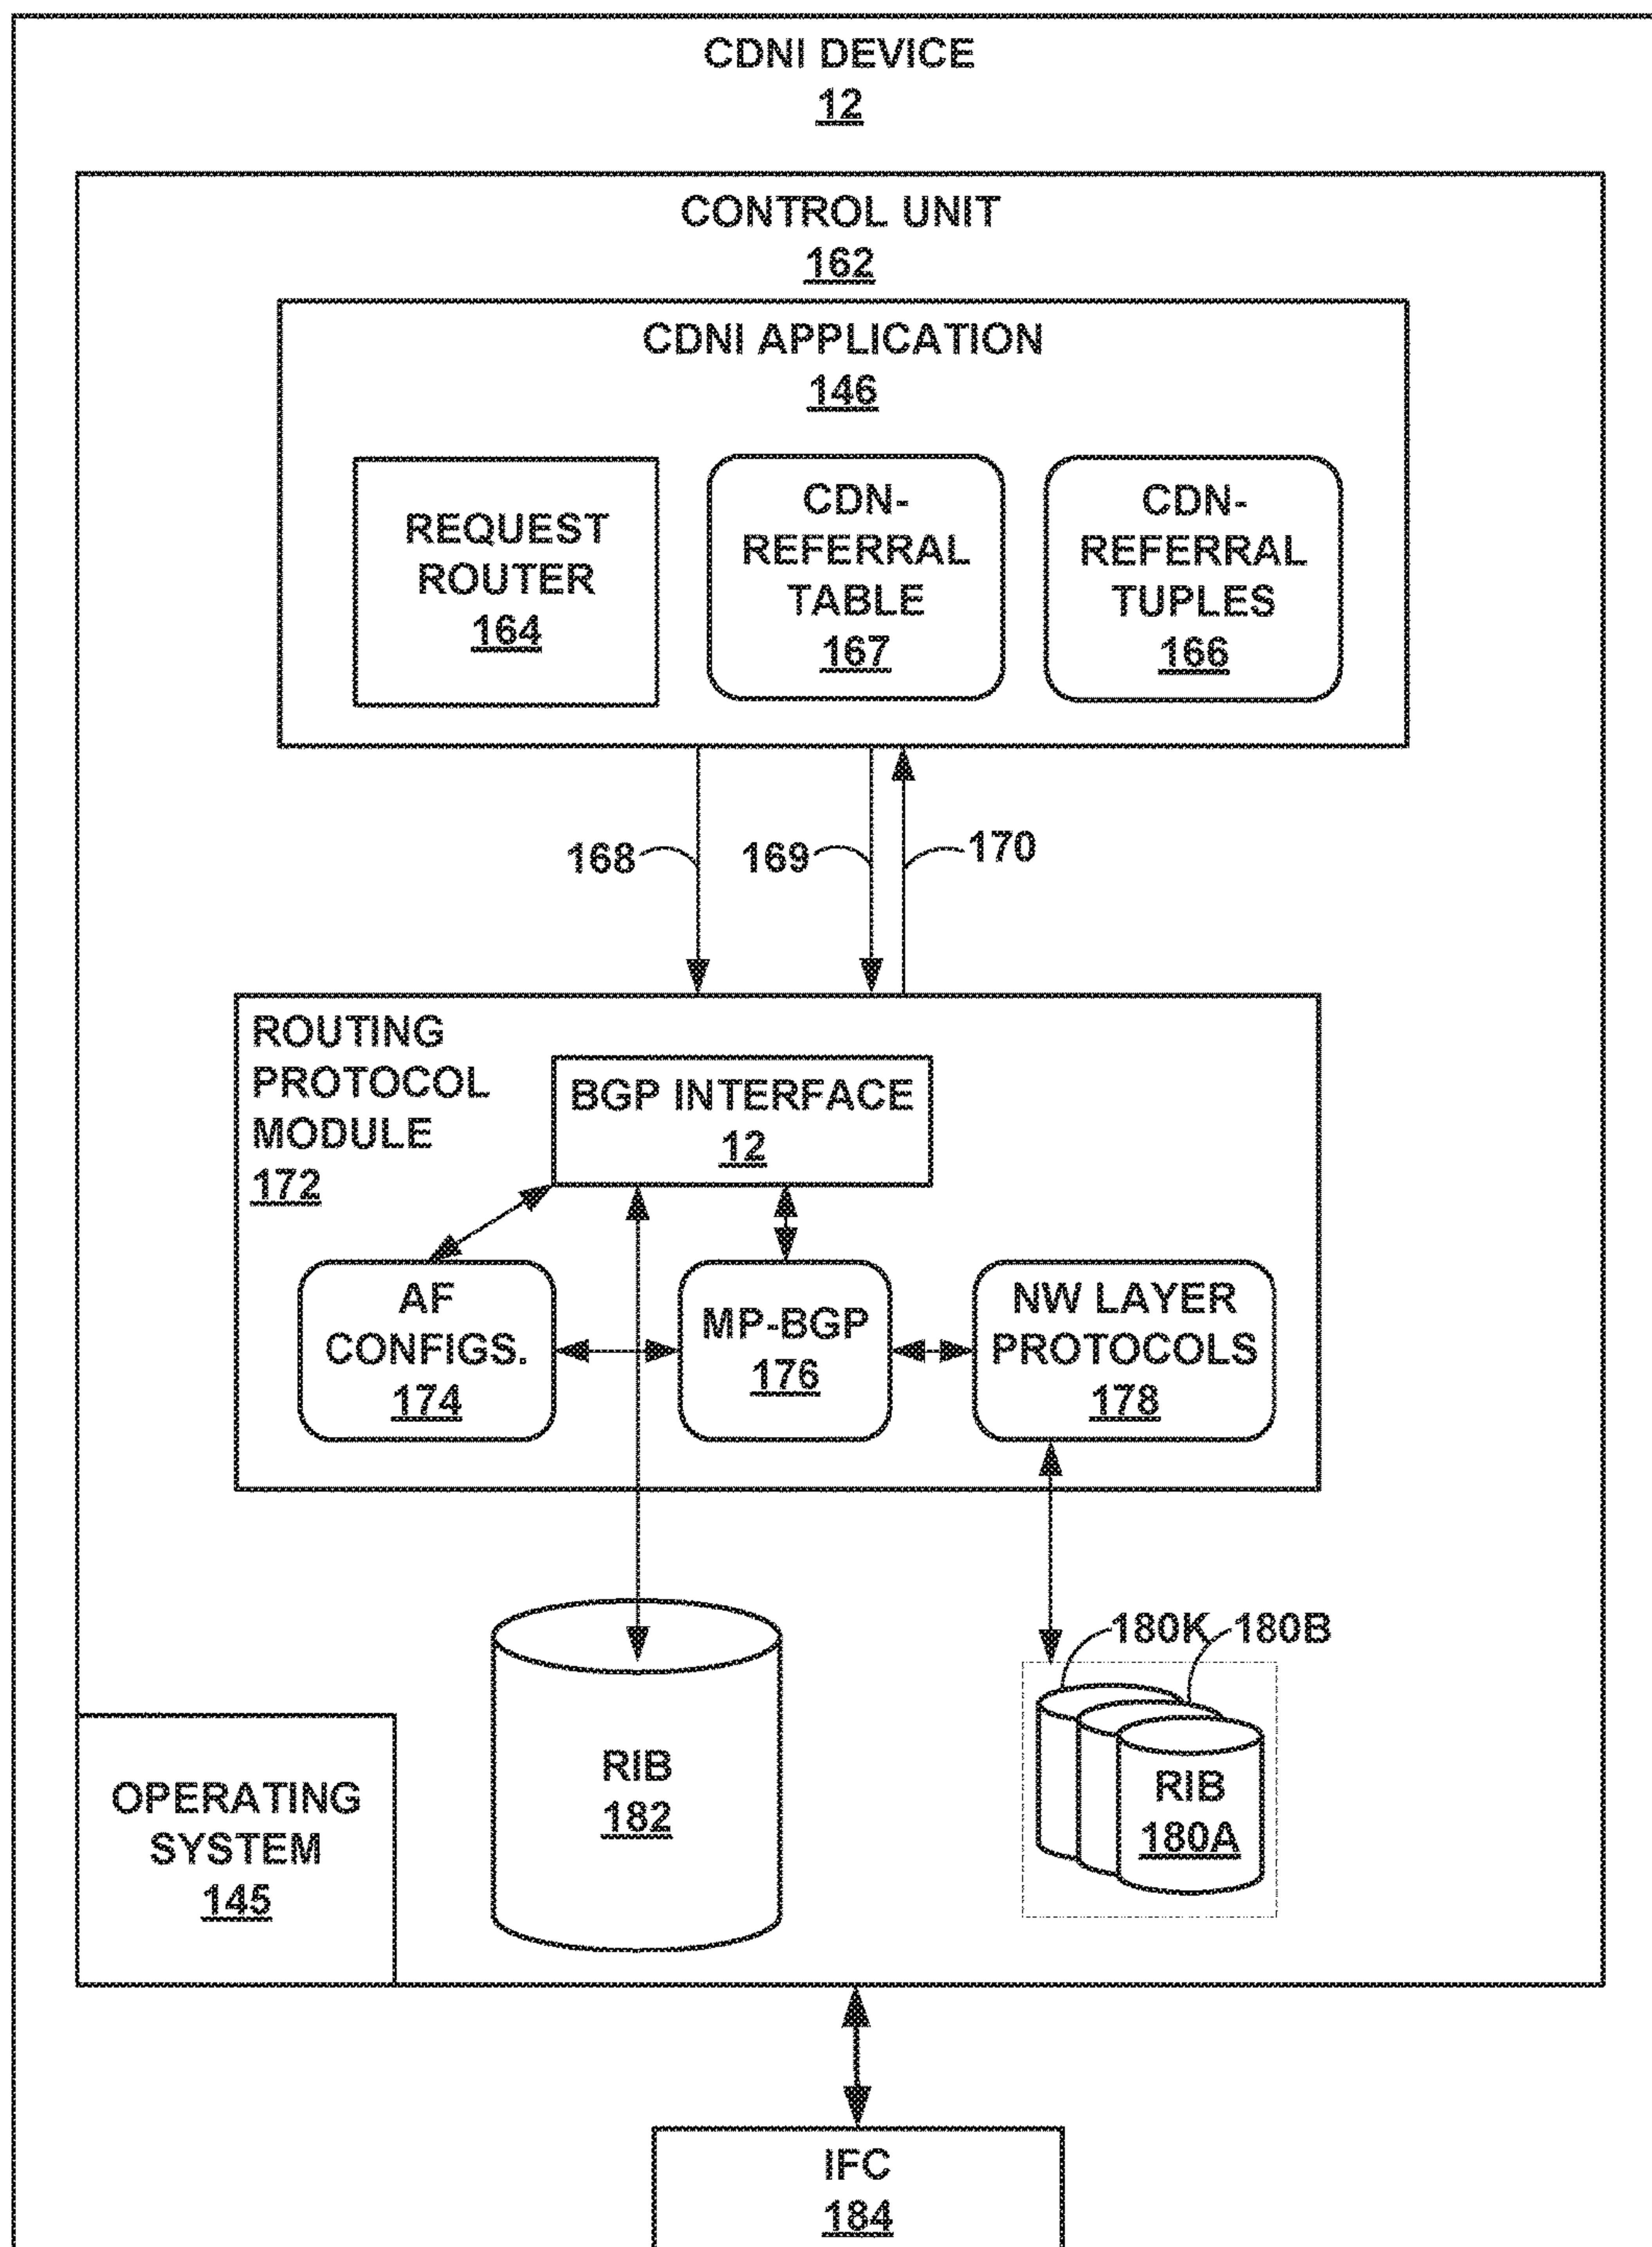 CDNI DEVICE
12
CONTROL UNIT
162
CDNI APPLICATION
146
REQUEST
ROUTER
164
CDN-
REFERRAL
TABLE
167
CDN-
REFERRAL
TUPLES
166
168
169
170
ROUTING
PROTOCOL
MODULE
172
BGP INTERFACE
12
AF
CONFIGS.
174
MP-BGP
176
NW LAYER
PROTOCOLS
178
180K
180B
RIB
182
RIB
180A
OPERATING
SYSTEM
145
IFC
184